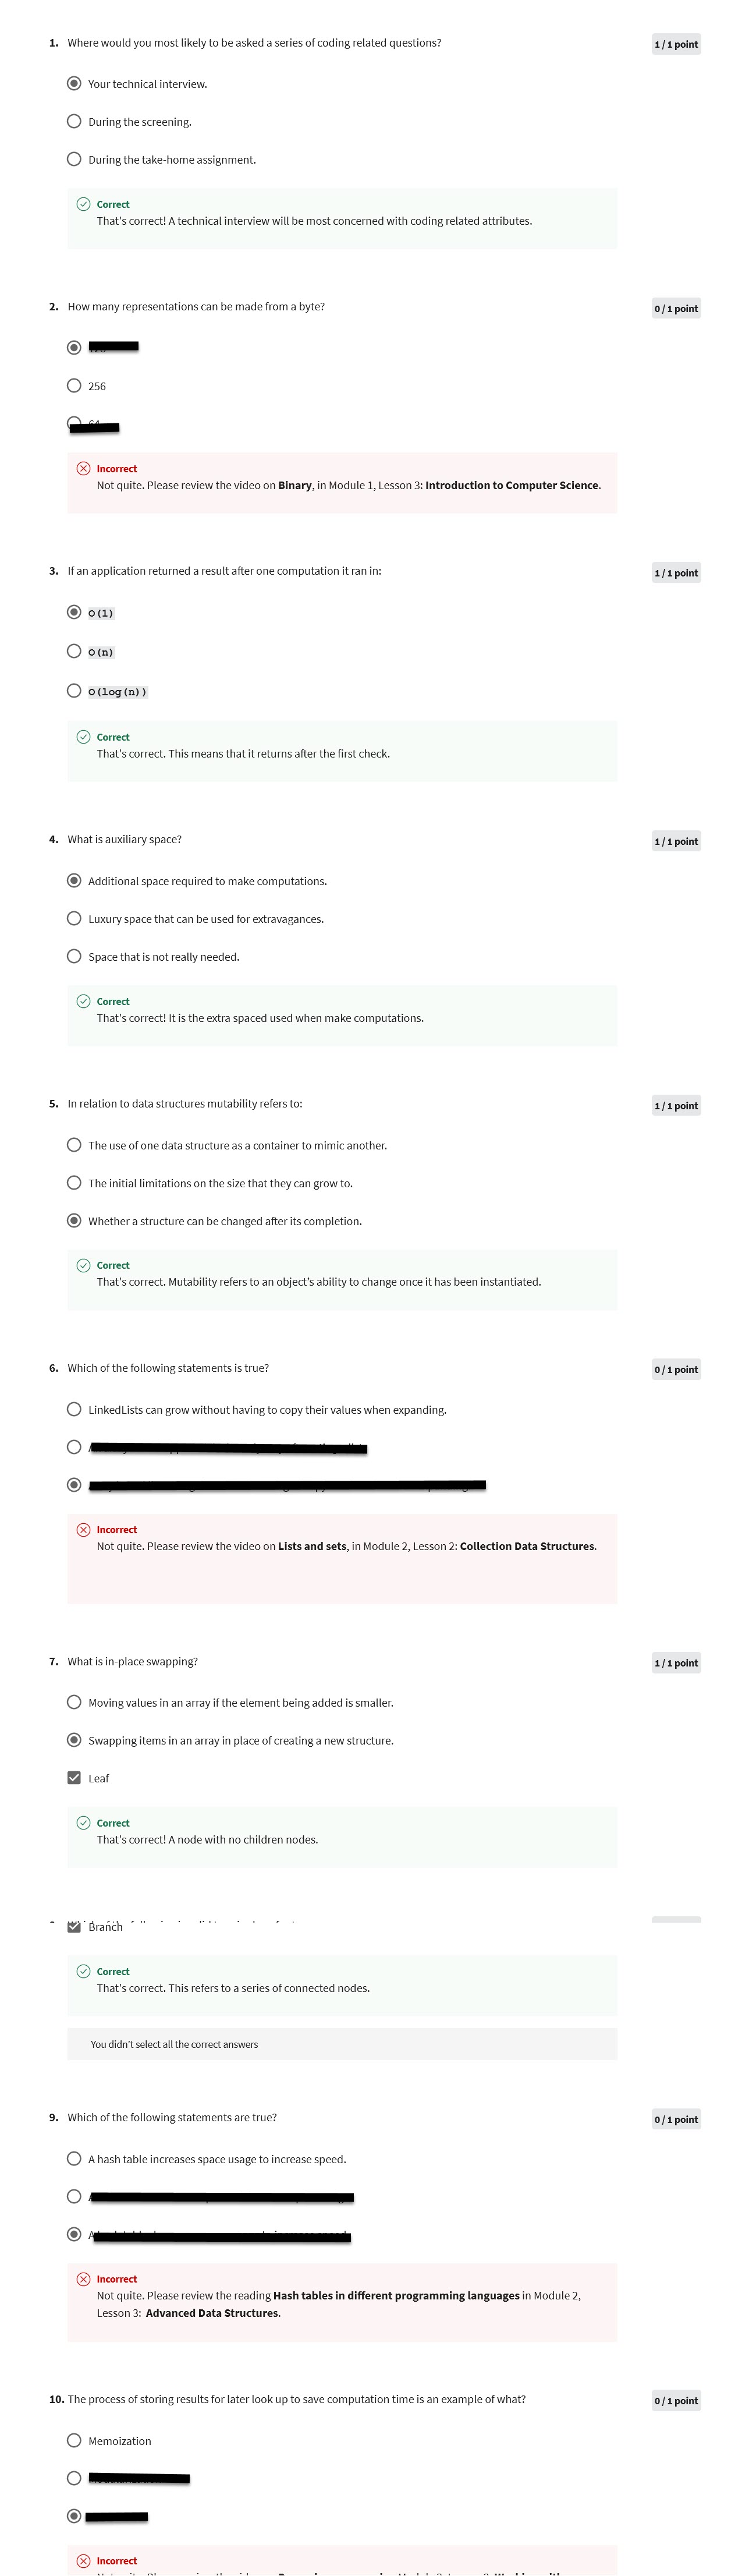 1. Where would you most likely to be asked a series of coding related questions?
1 / 1 point
Your technical interview.
During the screening.
During the take-home assignment.
Correct
That's correct! A technical interview will be most concerned with coding related attributes.
2. How many representations can be made from a byte?
0 / 1 point
256
Incorrect
Not quite. Please review the video on Binary, in Module 1, Lesson 3: Introduction to Computer Science.
3. If an application returned a result after one computation it ran in:
1 / 1 point
O(1)
O(n)
O(log(n))
Correct
That's correct. This means that it returns after the first check.
4. What is auxiliary space?
1 / 1 point
Additional space required to make computations.
Luxury space that can be used for extravagances.
Space that is not really needed.
Correct
That's correct! It is the extra spaced used when make computations.
5. In relation to data structures mutability refers to:
1 / 1 point
The use of one data structure as a container to mimic another.
The initial limitations on the size that they can grow to.
Whether a structure can be changed after its completion.
Correct
That's correct. Mutability refers to an object's ability to change once it has been instantiated.
6. Which of the following statements is true?
0 / 1 point
LinkedLists can grow without having to copy their values when expanding.
Incorrect
Not quite. Please review the video on Lists and sets, in Module 2, Lesson 2: Collection Data Structures.
7. What is in-place swapping?
1 / 1 point
Moving values in an array if the element being added is smaller.
Swapping items in an array in place of creating a new structure.
Leaf
Correct
That's correct! A node with no children nodes.
Branch
Correct
That's correct. This refers to a series of connected nodes.
You didn't select all the correct answers
9. Which of the following statements are true?
0 / 1 point
A hash table increases space usage to increase speed.
Incorrect
Not quite. Please review the reading Hash tables in different programming languages in Module 2,
Lesson 3: Advanced Data Structures.
10. The process of storing results for later look up to save computation time is an example of what?
0 / 1 point
Memoization
Incorrect